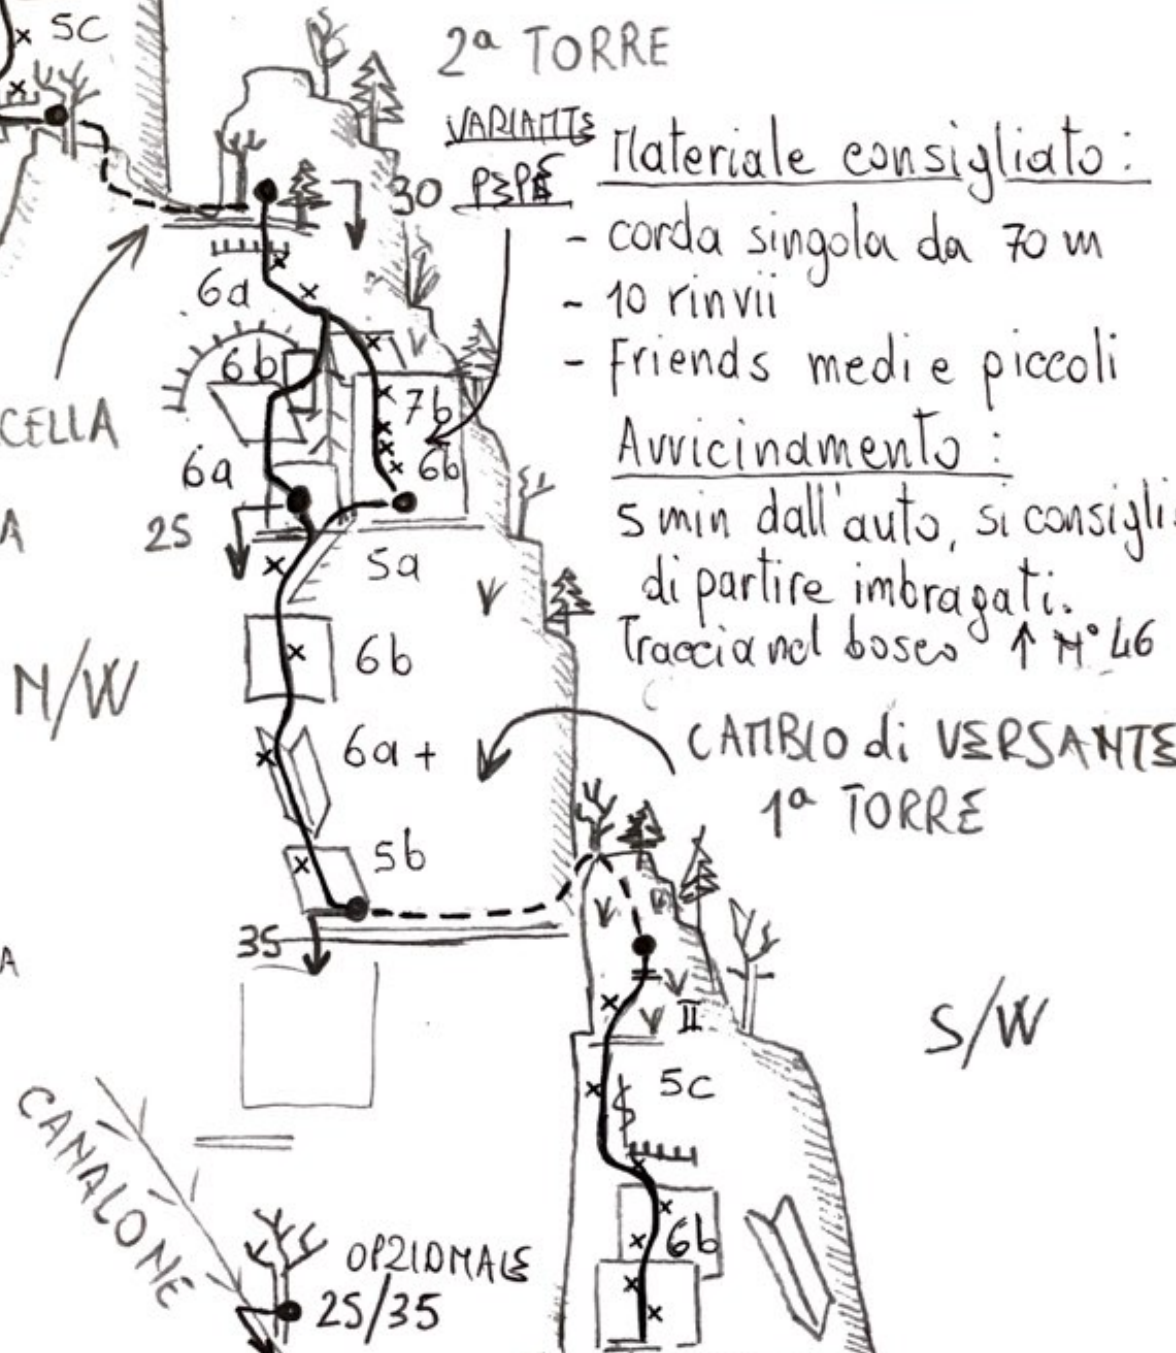 5c
2ª TORRE
VARIANTE
PEPÉ
Materiale consigliato:
- corda singola da 70 m
- 10 rinvii
- Friends medi e piccoli
Avvicinamento:
5 min dall'auto, si consigli
di partire imbragati.
Traccia nel bosco ↑ N° 46
30
6a
6b
7b
6b
6a
CELLA
A
25
5a
6b
N/W
6a+
CAMBIO di VERSANTE
1ª TORRE
5b
35
A
II
S/W
5c
CANALONE
6b
OPZIONALE
25/35